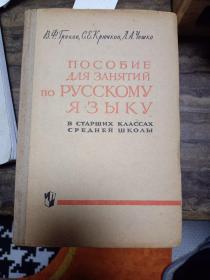 В.Ф.Греков, С.Е.Крючков, Л.А.Чешко
ПОСОБИЕ
ДЛЯ ЗАНЯТИЙ
ПО РУССКОМУ
ЯЗЫКУ
В СТАРШИХ КЛАССАХ
СРЕДНЕЙ ШКОЛЫ